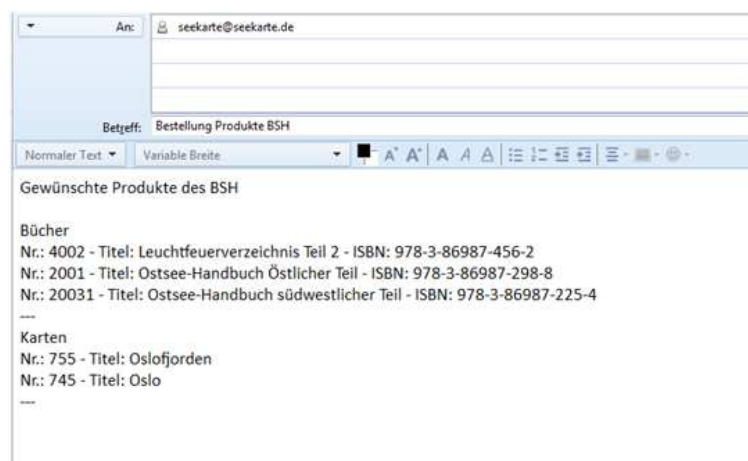 An: seekarte@seekarte.de
Betreff: Bestellung Produkte BSH
Normaler Text Variable Breite
Gewünschte Produkte des BSH
Bücher
Nr.: 4002 - Titel: Leuchtfeuerverzeichnis Teil 2 - ISBN: 978-3-86987-456-2
Nr.: 2001 - Titel: Ostsee-Handbuch Östlicher Teil - ISBN: 978-3-86987-298-8
Nr.: 20031 - Titel: Ostsee-Handbuch südwestlicher Teil - ISBN: 978-3-86987-225-4
---
Karten
Nr.: 755 - Titel: Oslofjorden
Nr.: 745 - Titel: Oslo
---